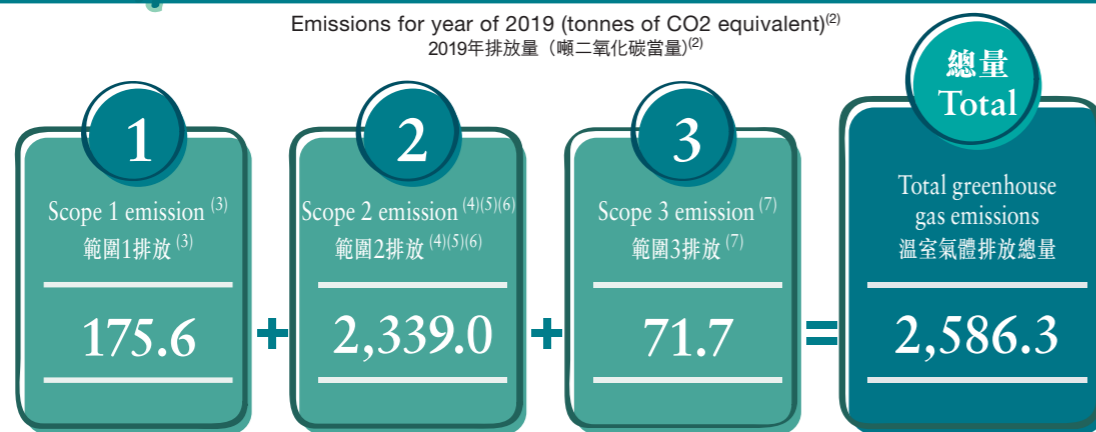 Emissions for year of 2019 (tonnes of CO2 equivalent)(2)
2019年排放量（噸二氧化碳當量)(2)
1
Scope 1 emission (3)
範圍1排放 (3)
175.6
+
2
Scope 2 emission (4)(5)(6)
範圍2排放 (4)(5)(6)
2,339.0
+
3
Scope 3 emission (7)
範圍3排放 (7)
71.7
=
總量
Total
Total greenhouse
gas emissions
溫室氣體排放總量
2,586.3